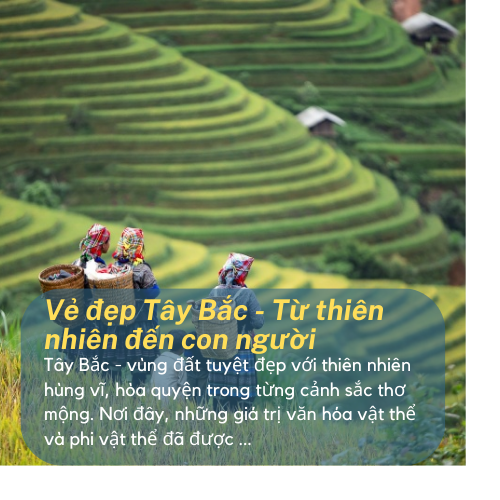 Vẻ đẹp Tây Bắc - Từ thiên
nhiên đến con người
Tây Bắc - vùng đất tuyệt đẹp với thiên nhiên
hùng vĩ, hòa quyện trong từng cảnh sắc thơ
mộng. Nơi đây, những giá trị văn hóa vật thể
và phi vật thể đã được ...